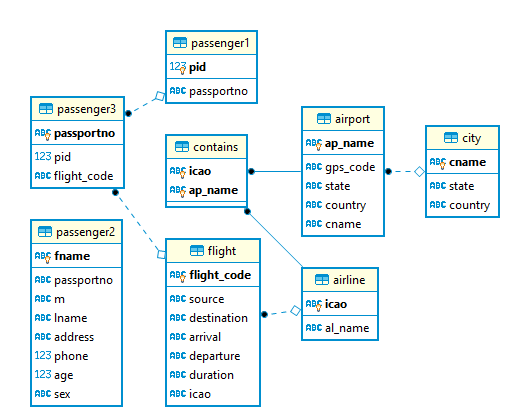 passenger1
123 pid
ABC passportno
passenger3
ABC passportno
123 pid
ABC flight_code
contains
ABC icao
ABC ap_name
airport
ABC ap_name
ABC gps_code
ABC state
ABC country
ABC cname
city
ABC cname
ABC state
ABC country
passenger2
ABC fname
ABC passportno
ABC m
ABC lname
ABC address
123 phone
123 age
ABC sex
flight
ABC flight_code
ABC source
ABC destination
ABC arrival
ABC departure
ABC duration
ABC icao
airline
ABC icao
ABC al_name